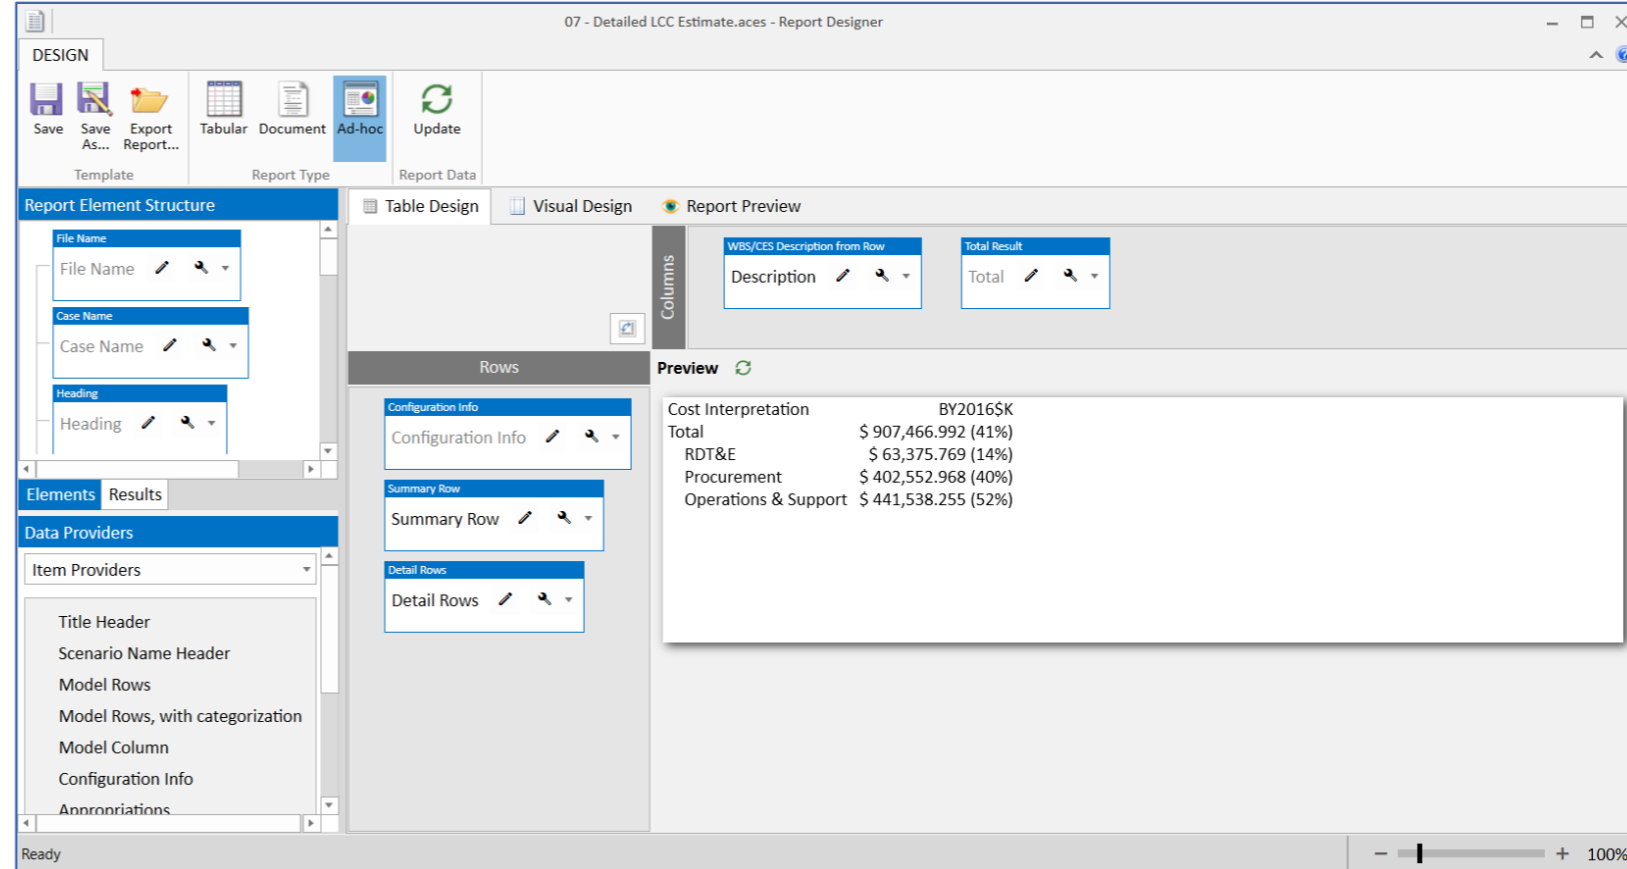 07 - Detailed LCC Estimate.aces - Report Designer
DESIGN
Save
Save As...
Export Report...
Template
Tabular
Document
Ad-hoc
Report Type
Update
Report Data
Report Element Structure
File Name
File Name
Case Name
Case Name
Heading
Heading
Elements
Results
Data Providers
Item Providers
Title Header
Scenario Name Header
Model Rows
Model Rows, with categorization
Model Column
Configuration Info
Appropriations
Table Design
Visual Design
Report Preview
Columns
WBS/CES Description from Row
Description
Total Result
Total
Rows
Configuration Info
Configuration Info
Summary Row
Summary Row
Detail Rows
Detail Rows
Preview
Cost Interpretation BY2016$K
Total $ 907,466.992 (41%)
RDT&E $ 63,375.769 (14%)
Procurement $ 402,552.968 (40%)
Operations & Support $ 441,538.255 (52%)
Ready
100%